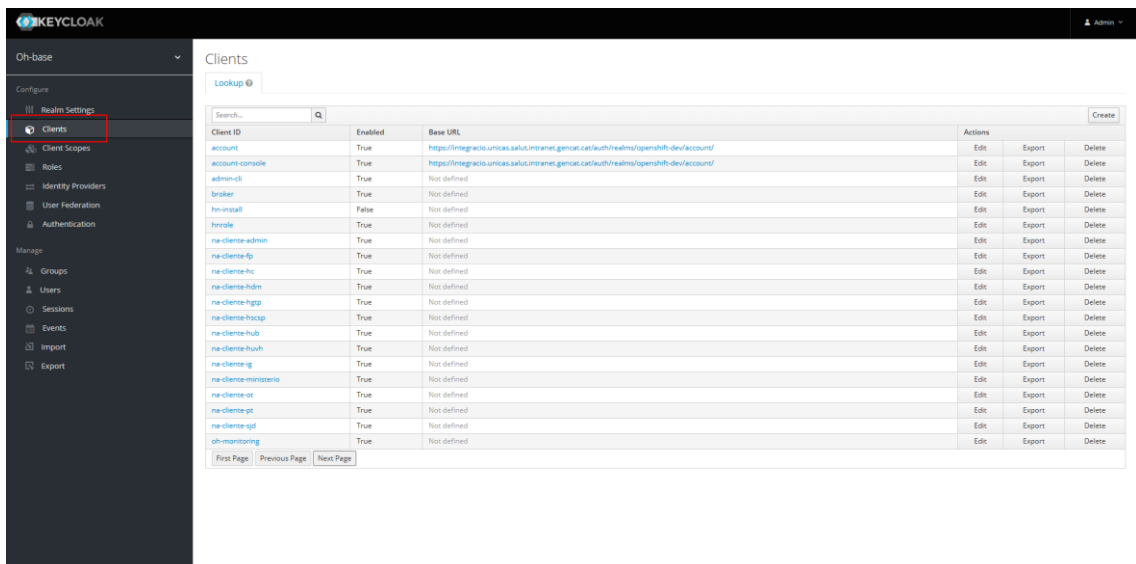 KEYCLOAK
Admin
Oh-base
Configure
Realm Settings
Clients
Client Scopes
Roles
Identity Providers
User Federation
Authentication
Manage
Groups
Users
Sessions
Events
Import
Export
Clients
Lookup
Search...
Create
Client ID Enabled Base URL Actions
account True https://integracio.unicas.salut.intranet.gencat.cat/auth/realms/openshift-dev/account/ Edit Export Delete
account-console True https://integracio.unicas.salut.intranet.gencat.cat/auth/realms/openshift-dev/account/ Edit Export Delete
admin-cli True Not defined Edit Export Delete
broker True Not defined Edit Export Delete
hn-install False Not defined Edit Export Delete
hnrole True Not defined Edit Export Delete
na-cliente-admin True Not defined Edit Export Delete
na-cliente-fp True Not defined Edit Export Delete
na-cliente-hc True Not defined Edit Export Delete
na-cliente-hdm True Not defined Edit Export Delete
na-cliente-hgtp True Not defined Edit Export Delete
na-cliente-hscsp True Not defined Edit Export Delete
na-cliente-hub True Not defined Edit Export Delete
na-cliente-huvh True Not defined Edit Export Delete
na-cliente-ig True Not defined Edit Export Delete
na-cliente-ministerio True Not defined Edit Export Delete
na-cliente-ot True Not defined Edit Export Delete
na-cliente-pt True Not defined Edit Export Delete
na-cliente-sjd True Not defined Edit Export Delete
oh-monitoring True Not defined Edit Export Delete
First Page Previous Page Next Page